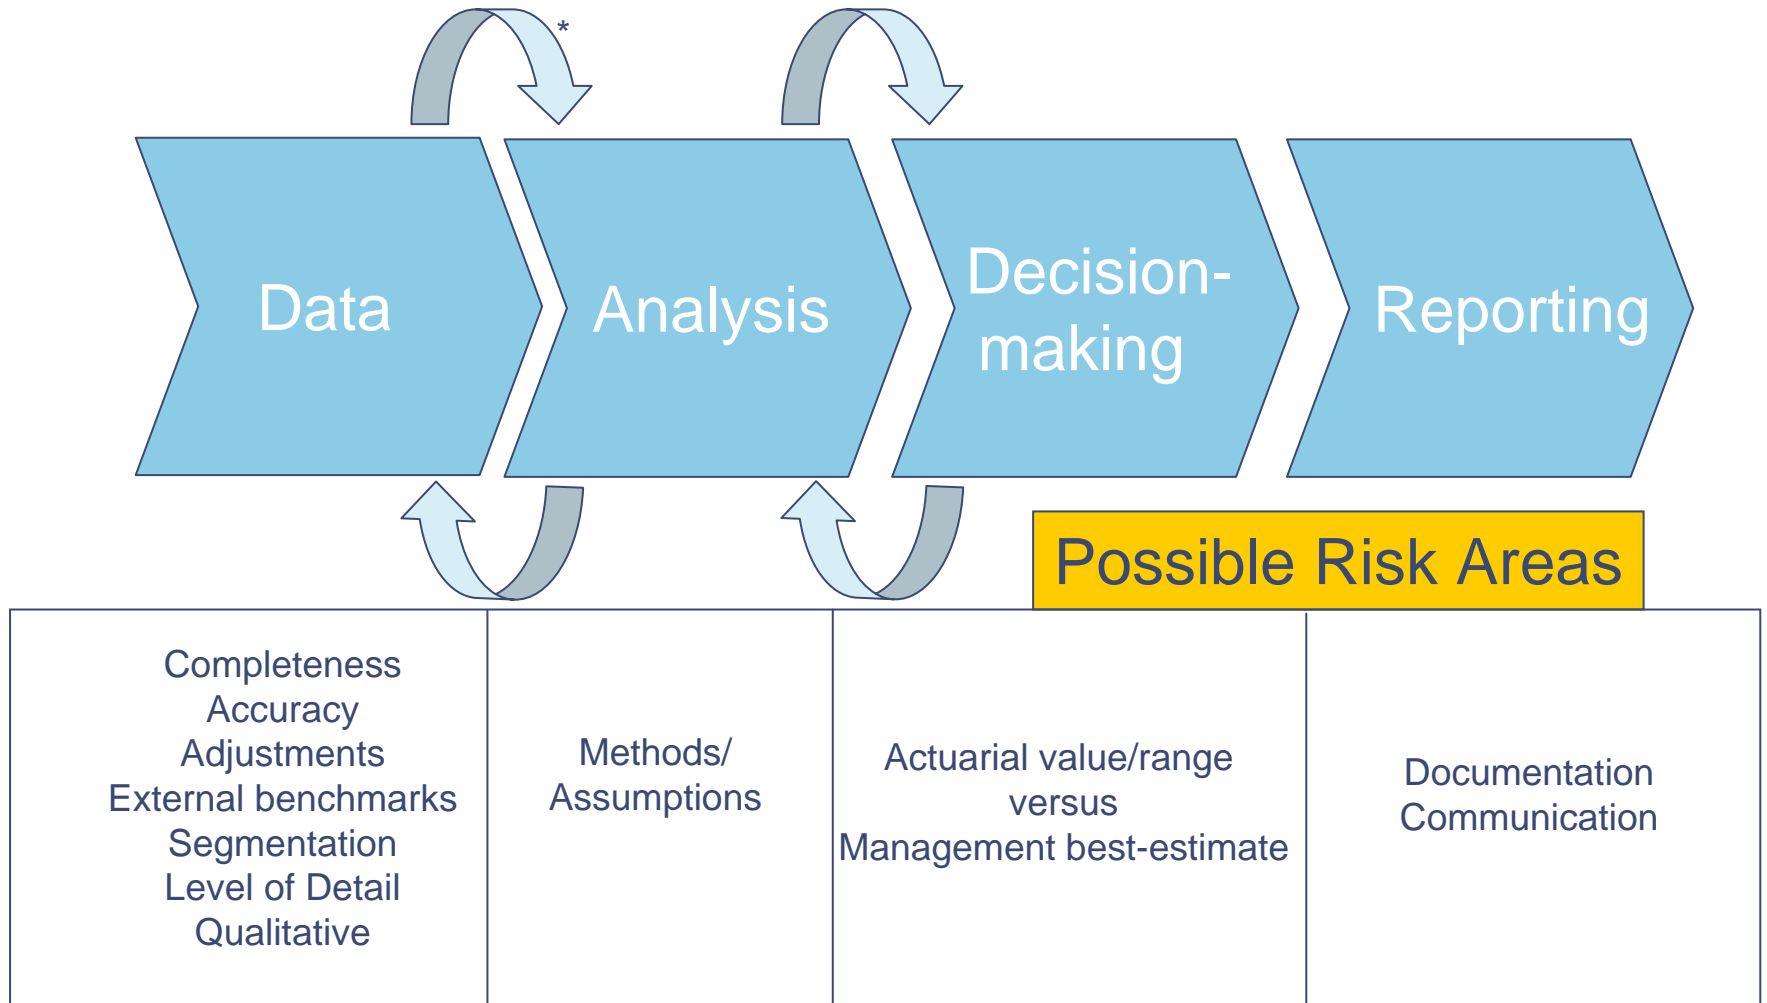 *
Data
Analysis
Decision-
making
Reporting
Possible Risk Areas
Completeness
Accuracy
Adjustments
External benchmarks
Segmentation
Level of Detail
Qualitative
Methods/
Assumptions
Actuarial value/range
versus
Management best-estimate
Documentation
Communication